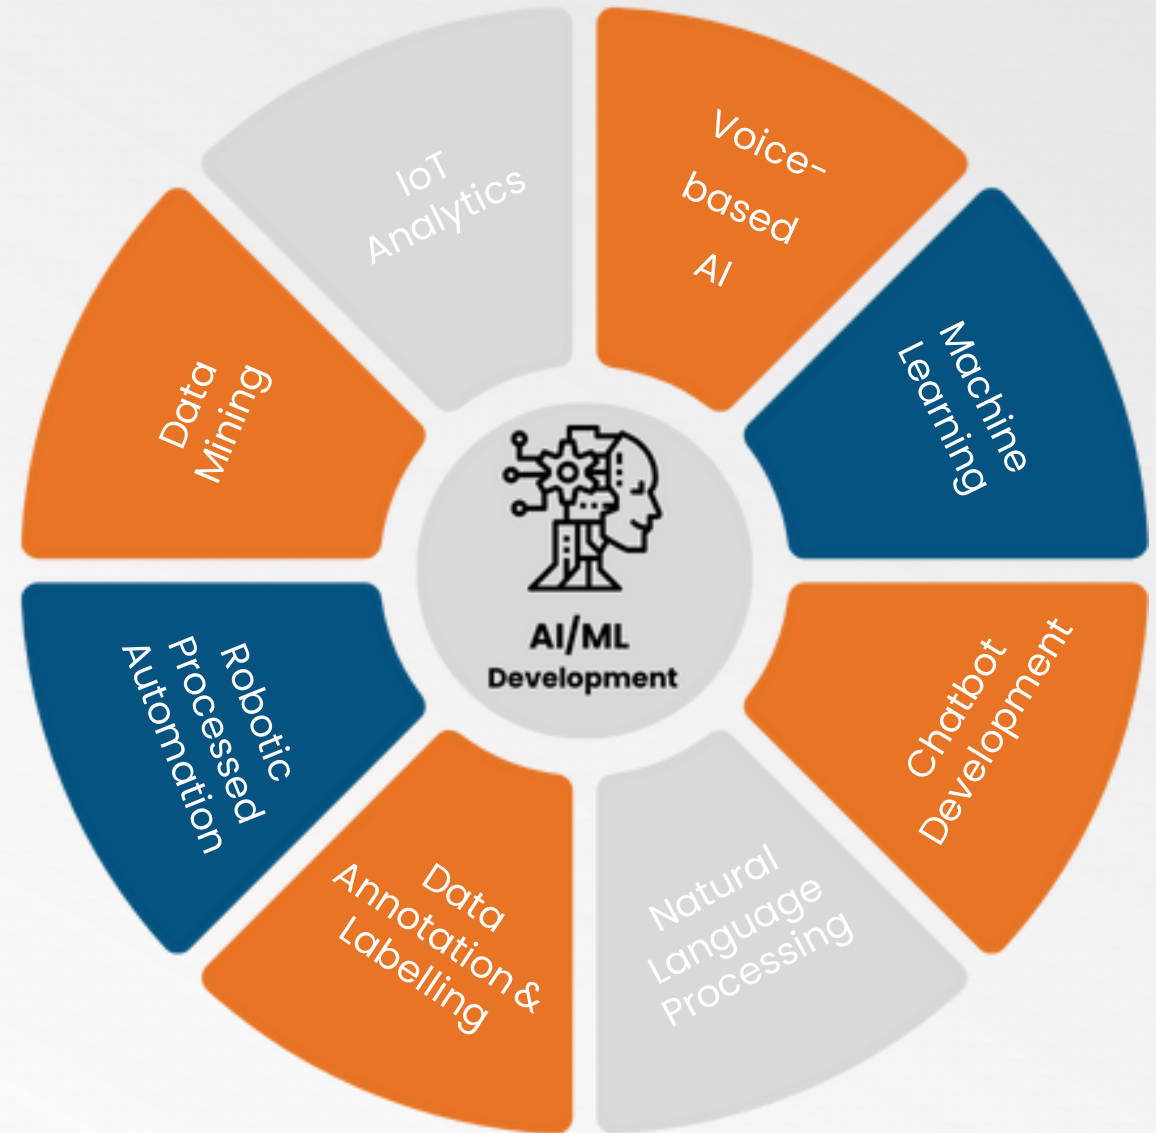 IoT
Analytics
Voice-
based
AI
Machine
Learning
Chatbot
Development
Natural
Language
Processing
Data
Annotation &
Labelling
Robotic
Processed
Automation
Data
Mining
AI/ML
Development